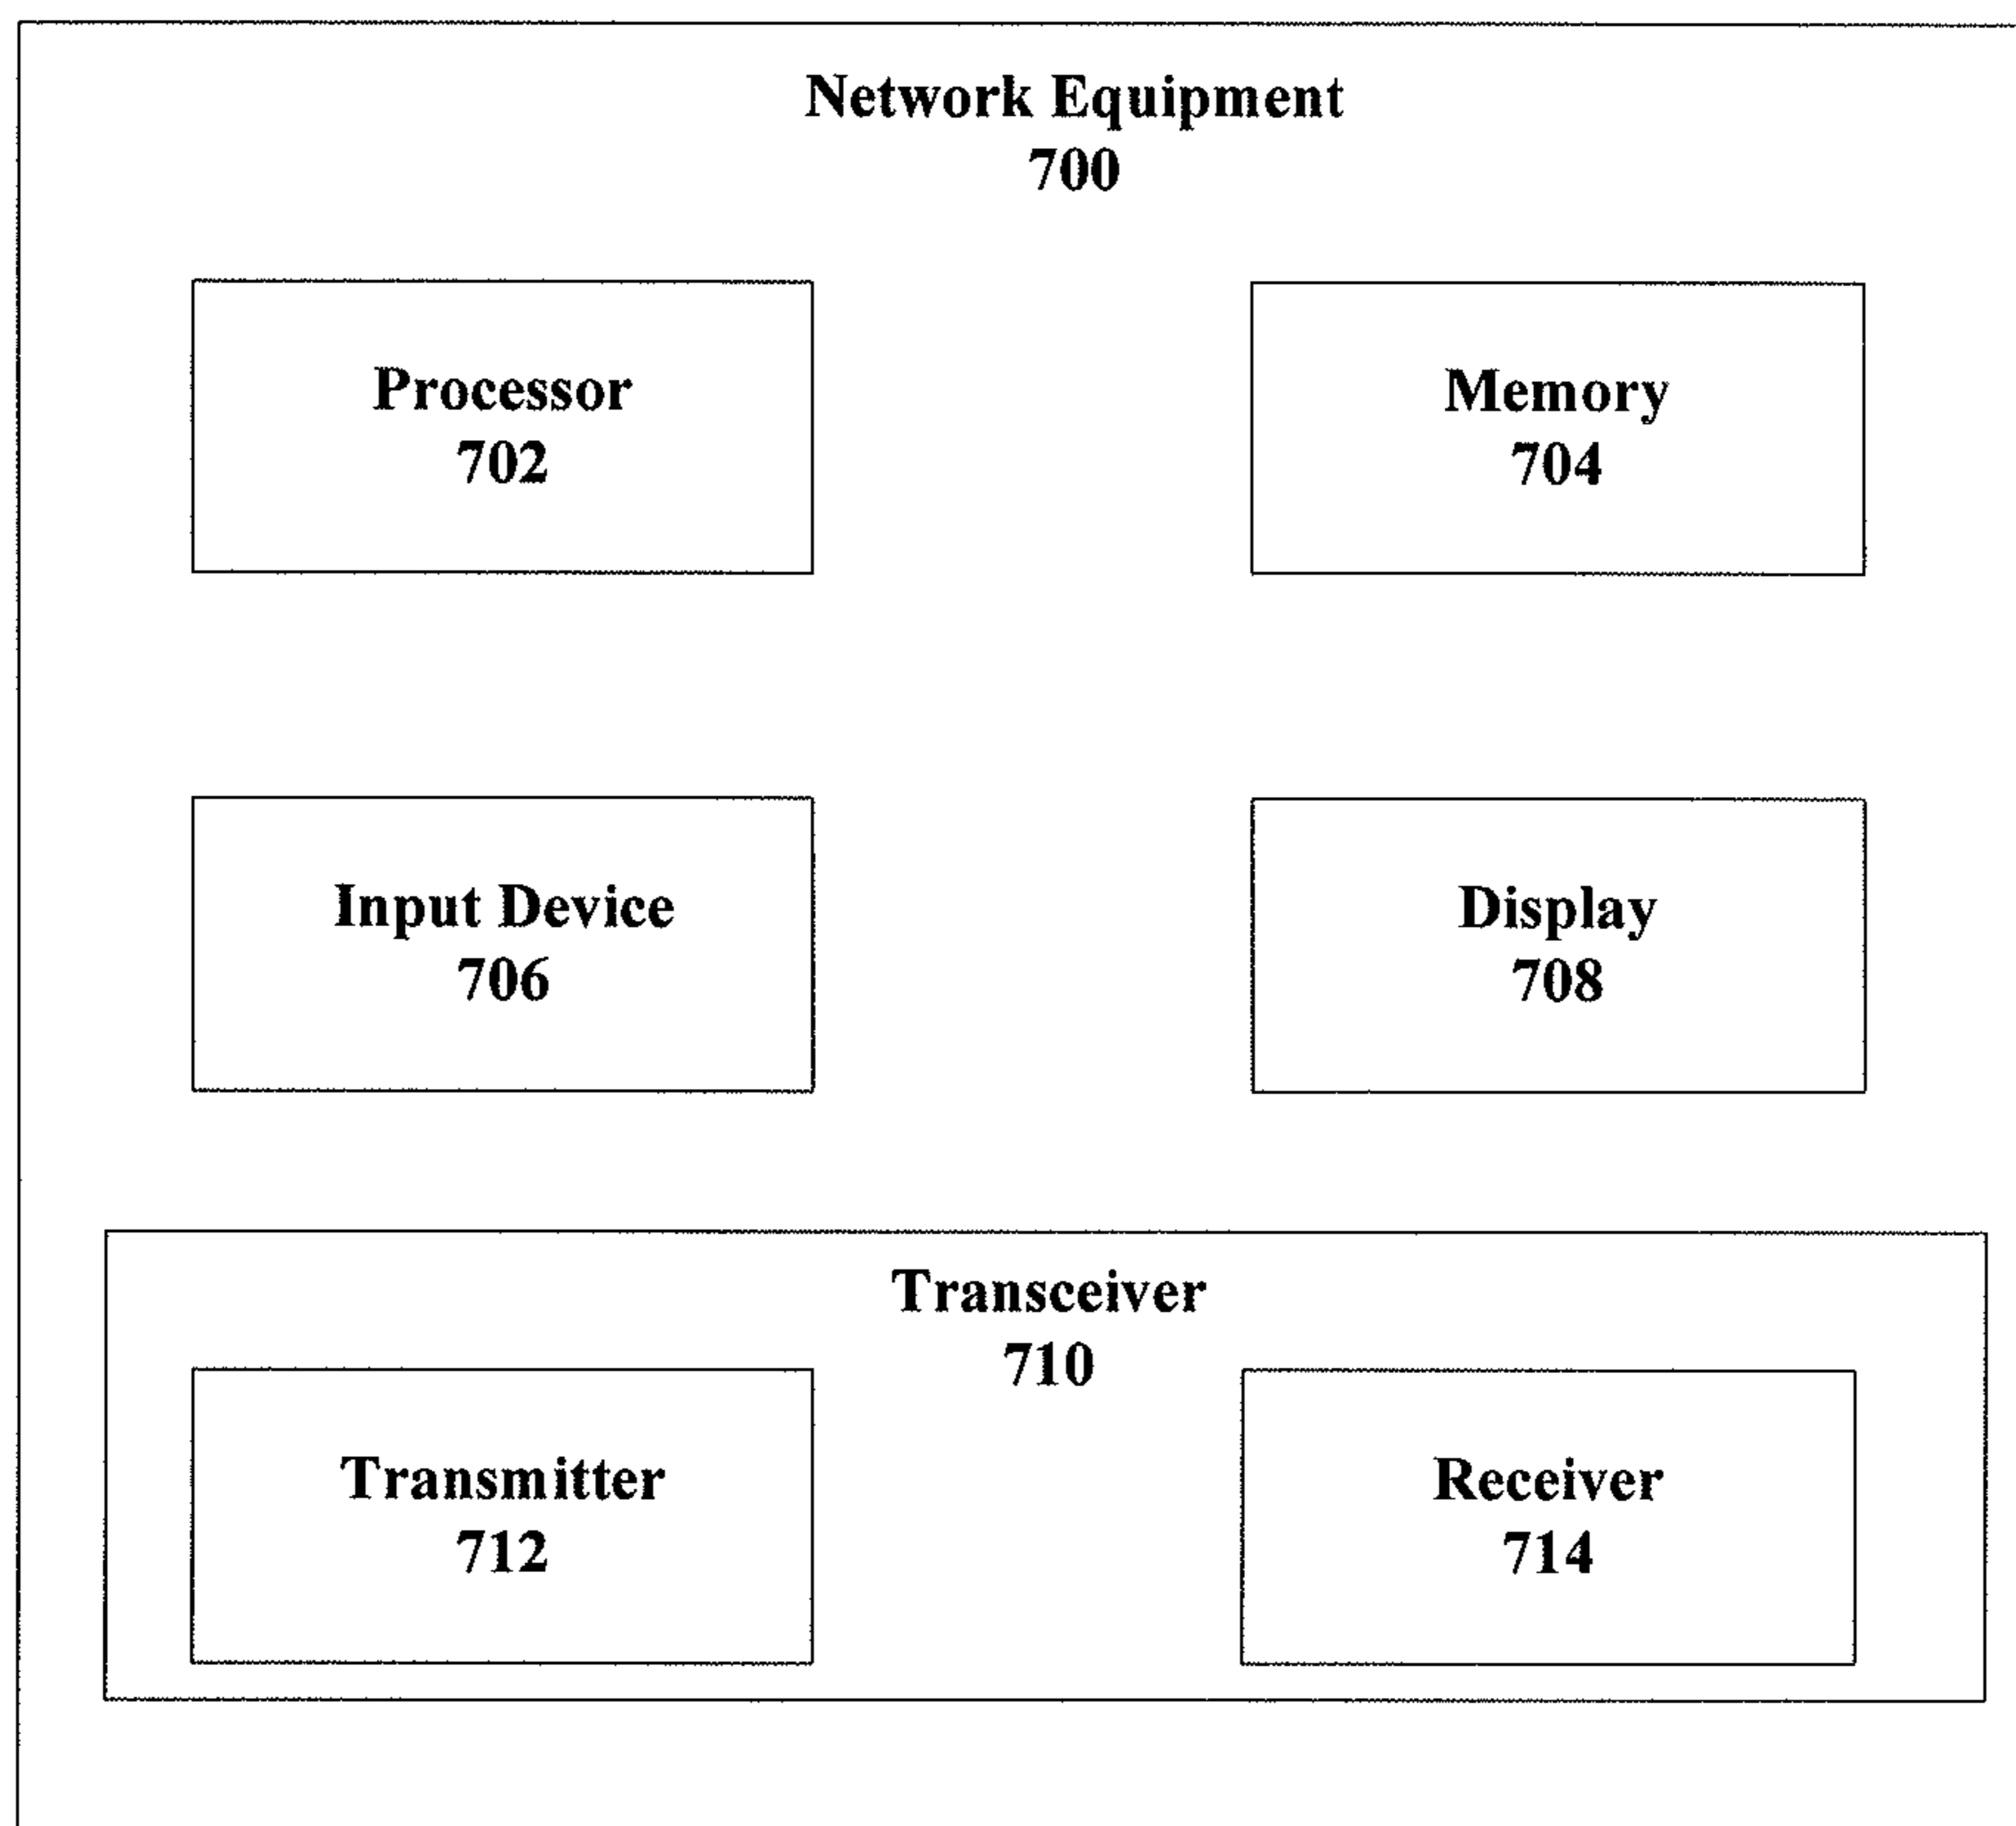 Network Equipment
700
Processor
702
Memory
704
Input Device
706
Display
708
Transceiver
710
Transmitter
712
Receiver
714